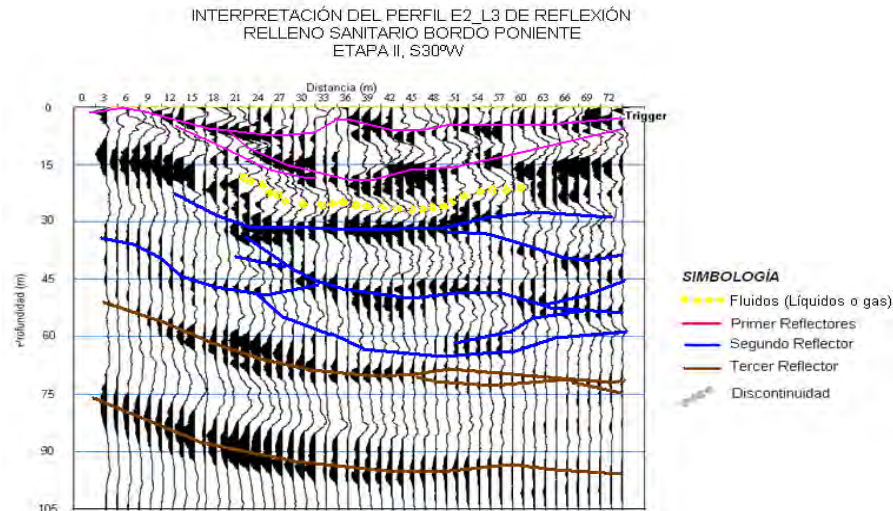 INTERPRETACIÓN DEL PERFIL E2_L3 DE REFLEXIÓN
RELLENO SANITARIO BORDO PONIENTE
ETAPA II, S30ºW
Distancia (m)
0 3 6 9 12 15 18 21 24 27 30 33 36 39 42 45 48 51 54 57 60 63 66 69 72
Trigger
Profundidad (m)
0
15
30
45
60
75
90
105
SIMBOLOGÍA
Fluidos (Líquidos o gas)
Primer Reflectores
Segundo Reflector
Tercer Reflector
Discontinuidad